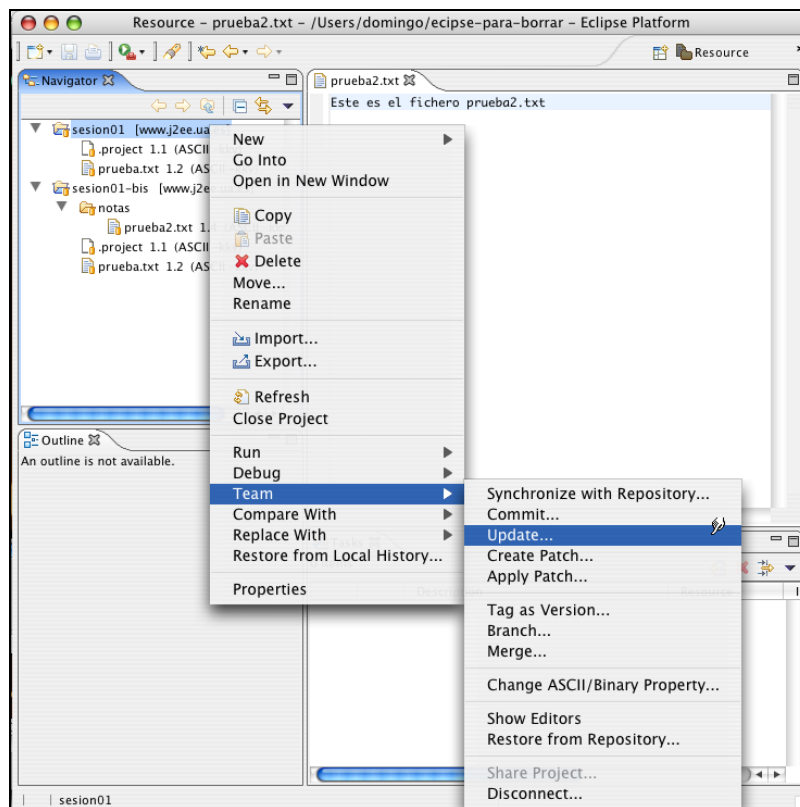 Resource – prueba2.txt – /Users/domingo/ecipse-para-borrar – Eclipse Platform
Resource
Navigator
prueba2.txt
sesion01 [www.j2ee.ua
.project 1.1 (ASCII
prueba.txt 1.2 (AS
sesion01-bis [www.j2e
notas
prueba2.txt 1.
.project 1.1 (ASCII
prueba.txt 1.2 (ASC
Este es el fichero prueba2.txt
New
Go Into
Open in New Window
Copy
Paste
Delete
Move...
Rename
Import...
Export...
Refresh
Close Project
Run
Debug
Team
Compare With
Replace With
Restore from Local History...
Properties
Outline
An outline is not available.
Synchronize with Repository...
Commit...
Update...
Create Patch...
Apply Patch...
Tag as Version...
Branch...
Merge...
Change ASCII/Binary Property...
Show Editors
Restore from Repository...
Share Project...
Disconnect...
Tasks
Description
Resource
sesion01